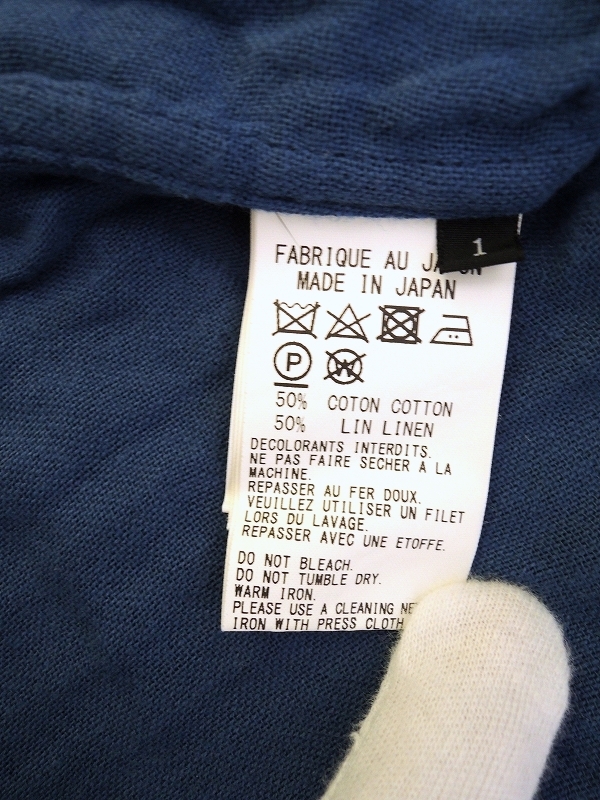 1
FABRIQUE AU
MADE IN JAPAN
P
W
50% COTON COTTON
50% LIN LINEN
DECOLORANTS INTERDITS.
NE PAS FAIRE SECHER A LA
MACHINE.
REPASSER AU FER DOUX.
VEUILLEZ UTILISER UN FILET
LORS DU LAVAGE.
REPASSER AVEC UNE ETOFFE.
DO NOT BLEACH.
DO NOT TUMBLE DRY.
WARM IRON.
PLEASE USE A CLEANING
IRON WITH PRESS CLOTH